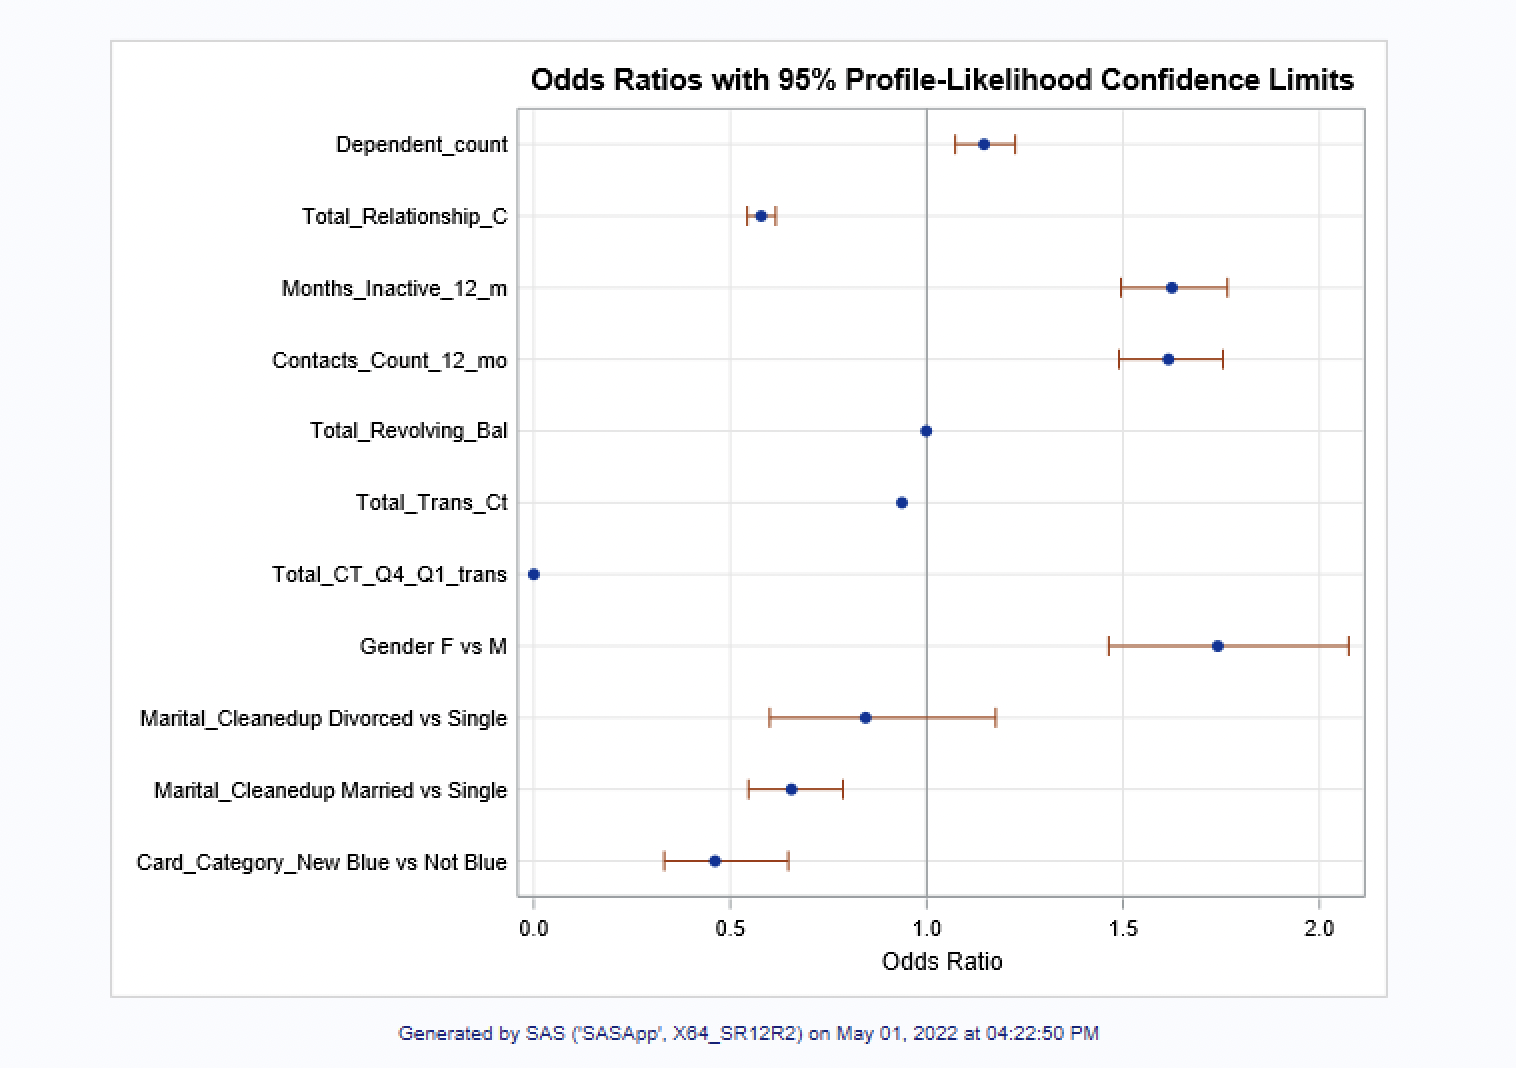 Odds Ratios with 95% Profile-Likelihood Confidence Limits
Dependent_count
Total_Relationship_C
Months_Inactive_12_m
Contacts_Count_12_mo
Total_Revolving_Bal
Total_Trans_Ct
Total_CT_Q4_Q1_trans
Gender F vs M
Marital_Cleanedup Divorced vs Single
Marital_Cleanedup Married vs Single
Card_Category_New Blue vs Not Blue
0.0 0.5 1.0 1.5 2.0
Odds Ratio
Generated by SAS ('SASApp', X64_SR12R2) on May 01, 2022 at 04:22:50 PM